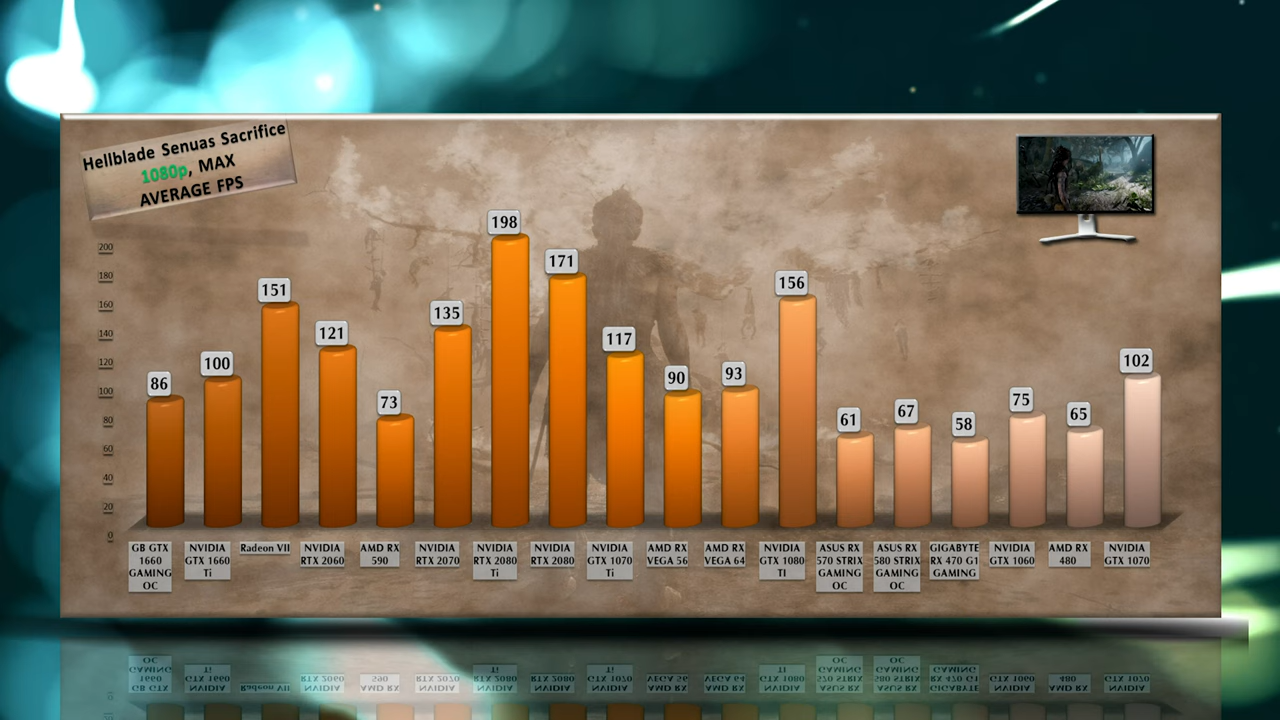 Hellblade Senuas Sacrifice
1080p, MAX
AVERAGE FPS
200
180
160
140
120
100
80
60
40
20
0
86
100
151
121
73
135
198
171
117
90
93
156
61
67
58
75
65
102
GB GTX
1660
GAMING
OC
NVIDIA
GTX 1660
Ti
Radeon VII
NVIDIA
RTX 2060
AMD RX
590
NVIDIA
RTX 2070
NVIDIA
RTX 2080
Ti
NVIDIA
RTX 2080
NVIDIA
GTX 1070
Ti
AMD RX
VEGA 56
AMD RX
VEGA 64
NVIDIA
GTX 1080
TI
ASUS RX
570 STRIX
GAMING
OC
ASUS RX
580 STRIX
GAMING
OC
GIGABYTE
RX 470 G1
GAMING
NVIDIA
GTX 1060
AMD RX
480
NVIDIA
GTX 1070